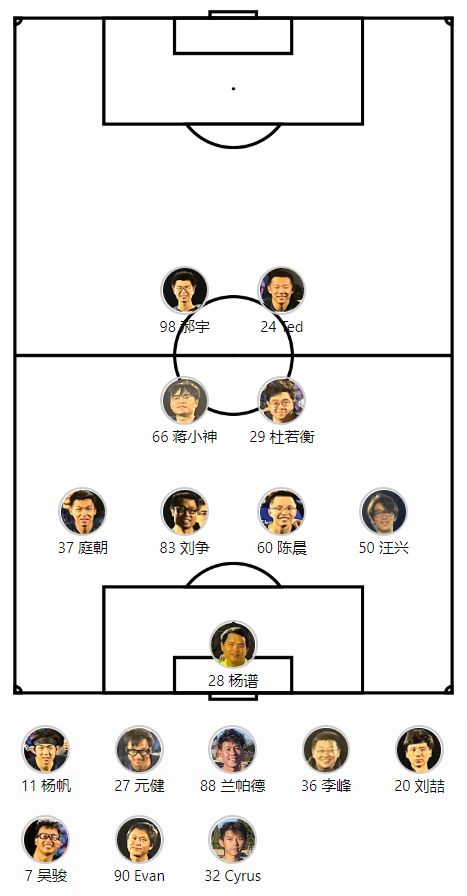 98 郝宇 24 Ted
66 蒋小神 29 杜若衡
37 庭朝 83 刘争 60 陈晨 50 汪兴
28 杨谱
11 杨帆 27 元健 88 兰帕德 36 李峰 20 刘喆
7 吴骏 90 Evan 32 Cyrus